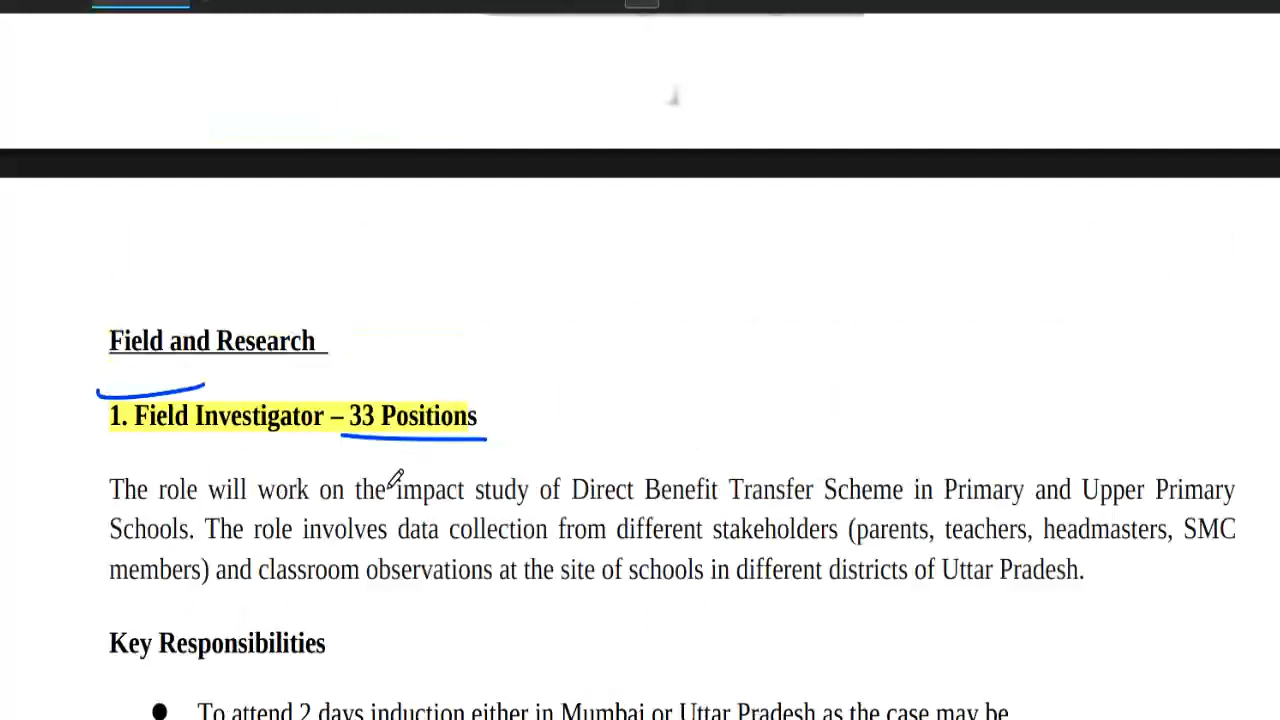 Field and Research
1. Field Investigator – 33 Positions
The role will work on the impact study of Direct Benefit Transfer Scheme in Primary and Upper Primary
Schools. The role involves data collection from different stakeholders (parents, teachers, headmasters, SMC
members) and classroom observations at the site of schools in different districts of Uttar Pradesh.
Key Responsibilities
● To attend 2 days induction either in Mumbai or Uttar Pradesh as the case may be